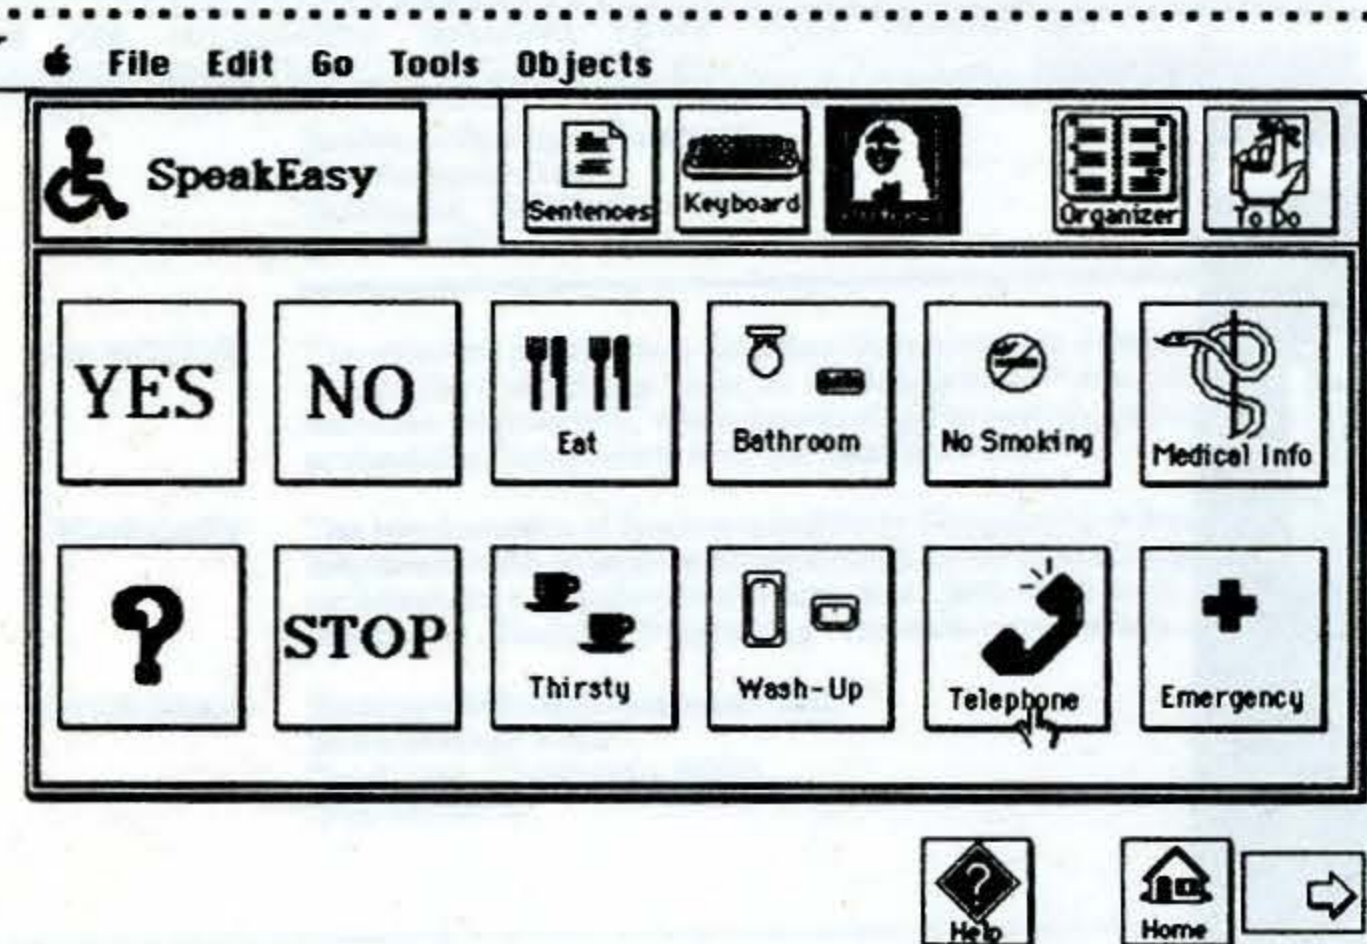 File Edit Go Tools Objects
SpeakEasy
Sentences
Keyboard
Organizer
To Do
YES
NO
Eat
Bathroom
No Smoking
Medical Info
?
STOP
Thirsty
Wash-Up
Telephone
Emergency
?
Help
Home